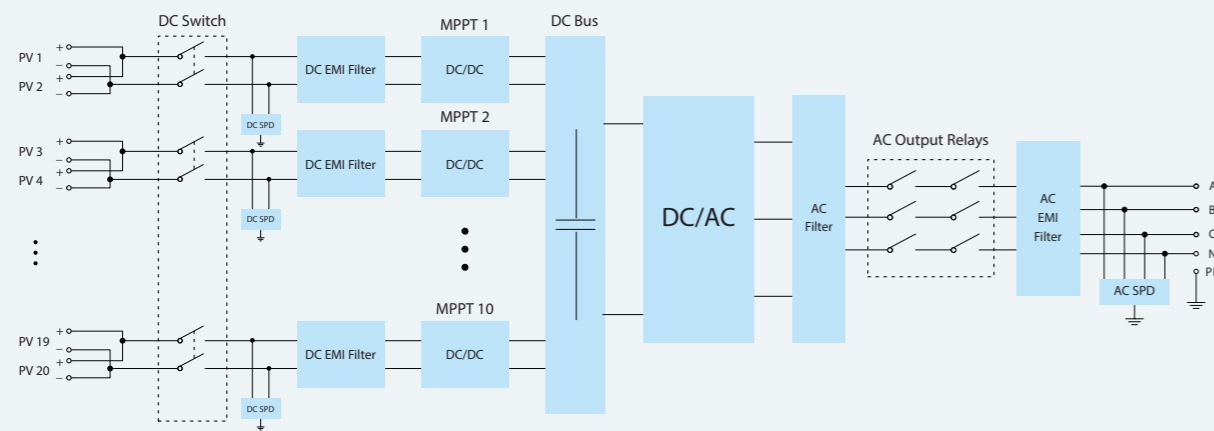 DC Switch
DC Bus
MPPT 1
PV 1
+
−
PV 2
+
−
DC EMI Filter
DC/DC
DC SPD
MPPT 2
PV 3
+
−
PV 4
+
−
DC EMI Filter
DC/DC
DC SPD
DC/AC
AC
Filter
AC Output Relays
AC
EMI
Filter
A
B
C
N
AC SPD
MPPT 10
PV 19
+
−
PV 20
+
−
DC EMI Filter
DC/DC
DC SPD